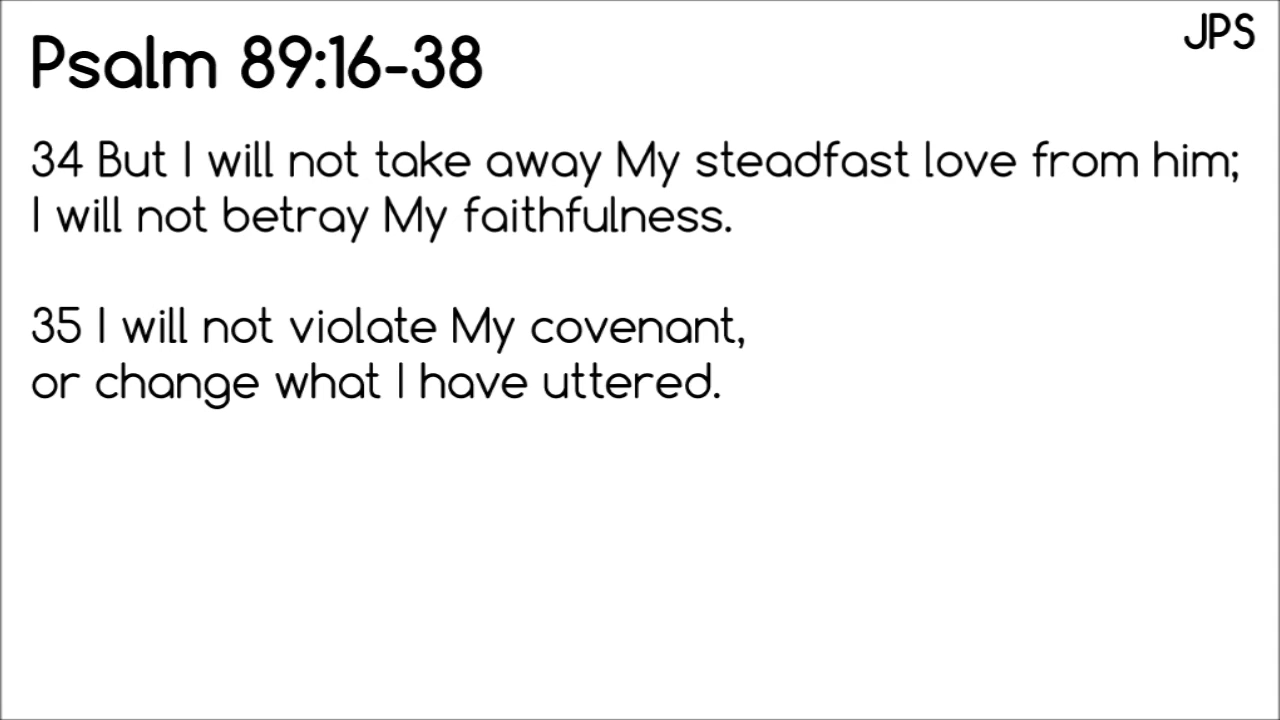 JPS
Psalm 89:16-38
34 But I will not take away My steadfast love from him;
I will not betray My faithfulness.
35 I will not violate My covenant,
or change what I have uttered.